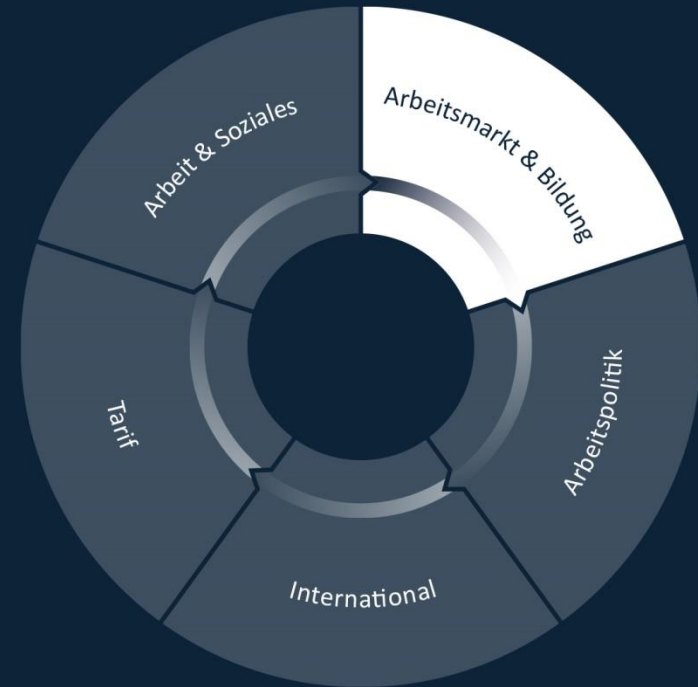 Arbeit & Soziales
Arbeitsmarkt & Bildung
Tarif
Arbeitspolitik
International